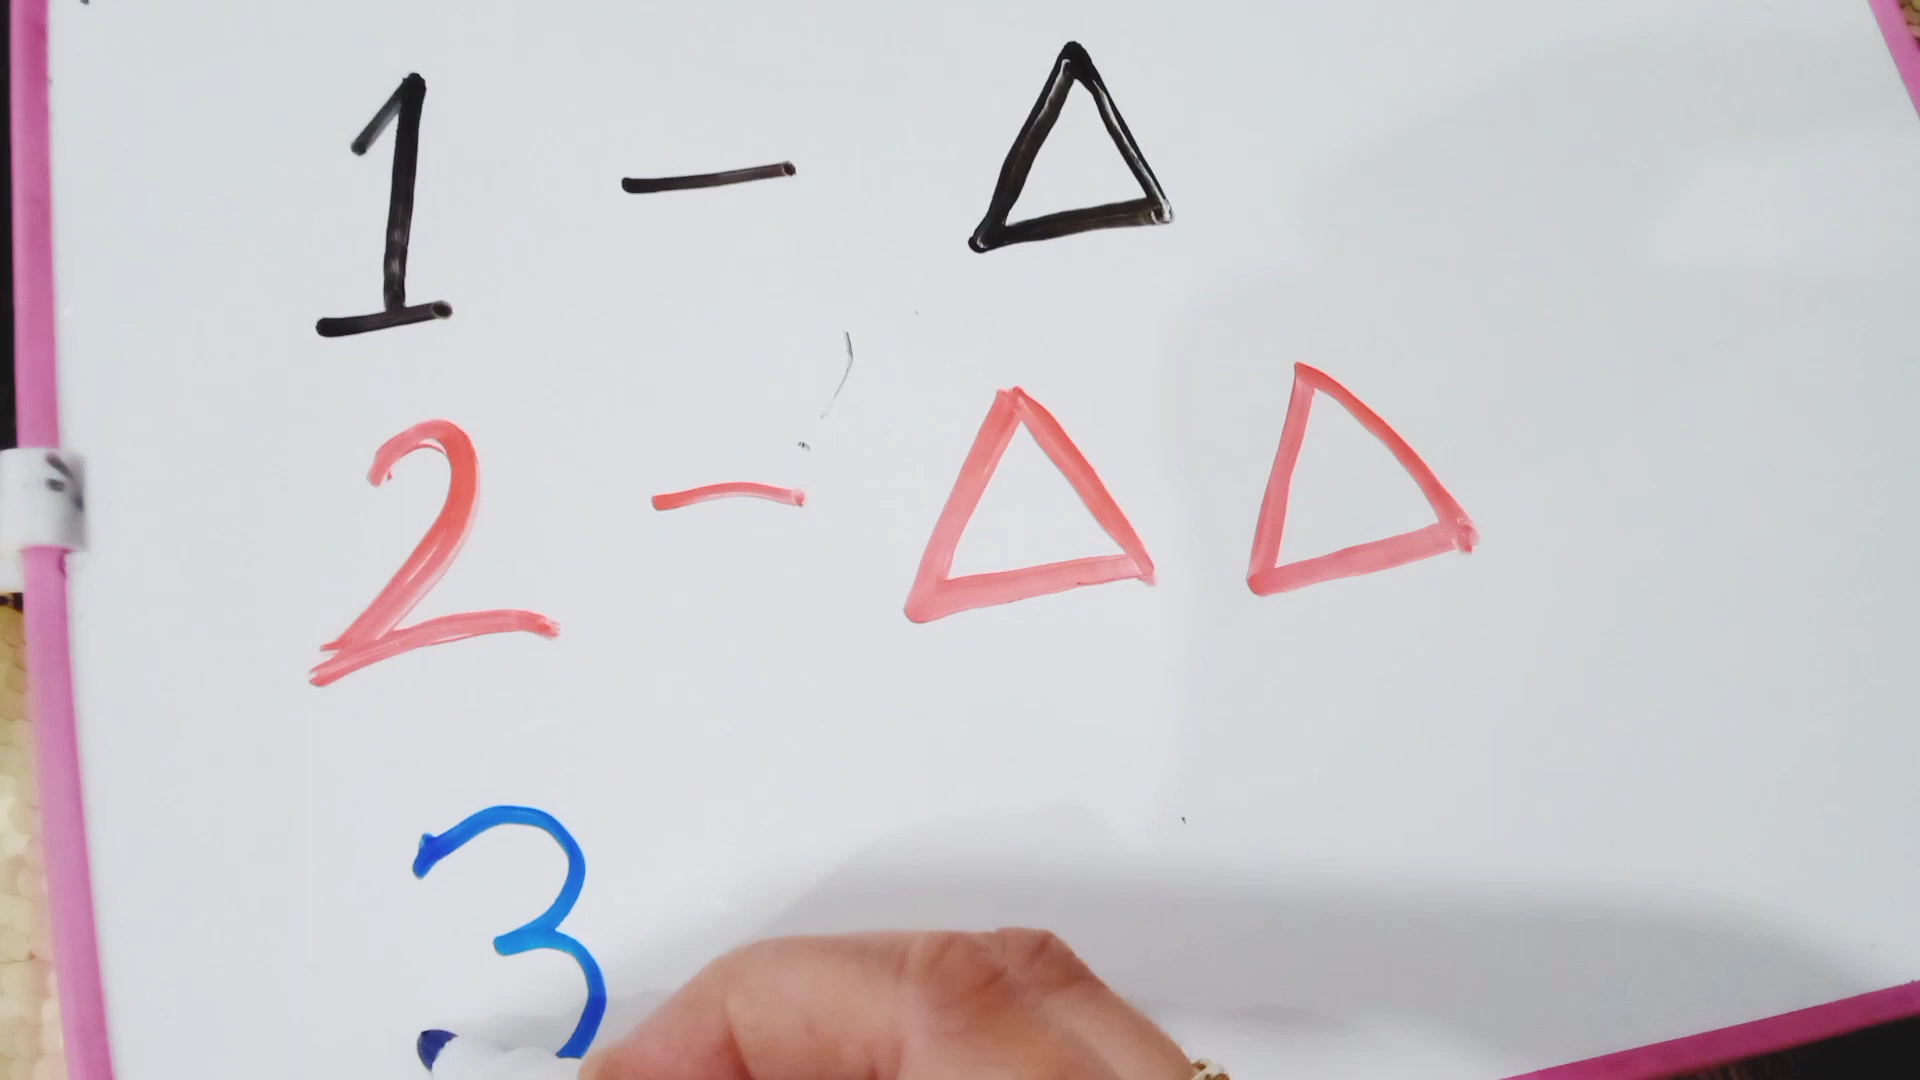 1 - △
2 - △ △
3